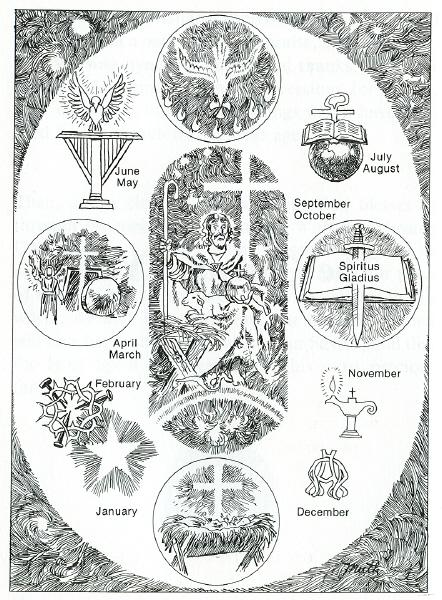 June
May
July
August
September
October
Spiritus
Gladius
April
March
February
November
January
December